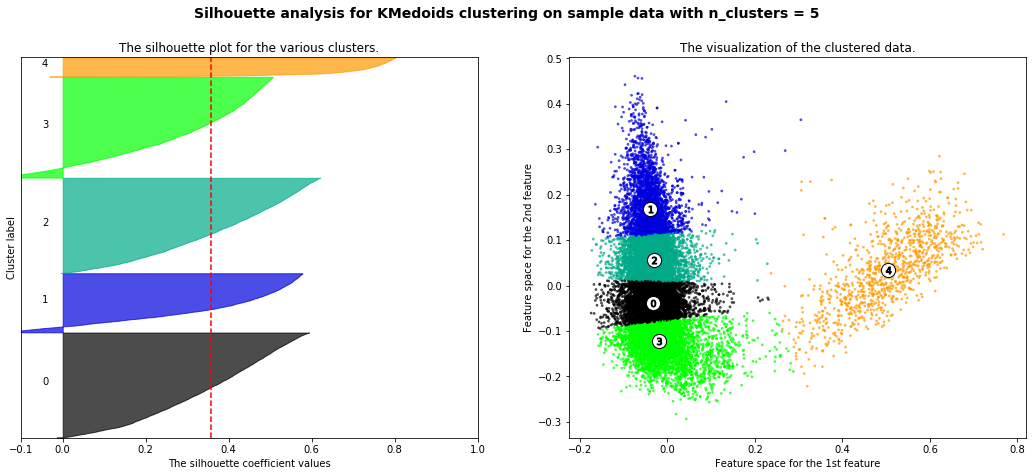 Silhouette analysis for KMedoids clustering on sample data with n_clusters = 5
The silhouette plot for the various clusters.
Cluster label
4
3
2
1
0
−0.1 0.0 0.2 0.4 0.6 0.8 1.0
The silhouette coefficient values
The visualization of the clustered data.
Feature space for the 2nd feature
0.5
0.4
0.3
0.2
0.1
0.0
−0.1
−0.2
−0.3
1
2
4
0
3
−0.2 0.0 0.2 0.4 0.6 0.8
Feature space for the 1st feature